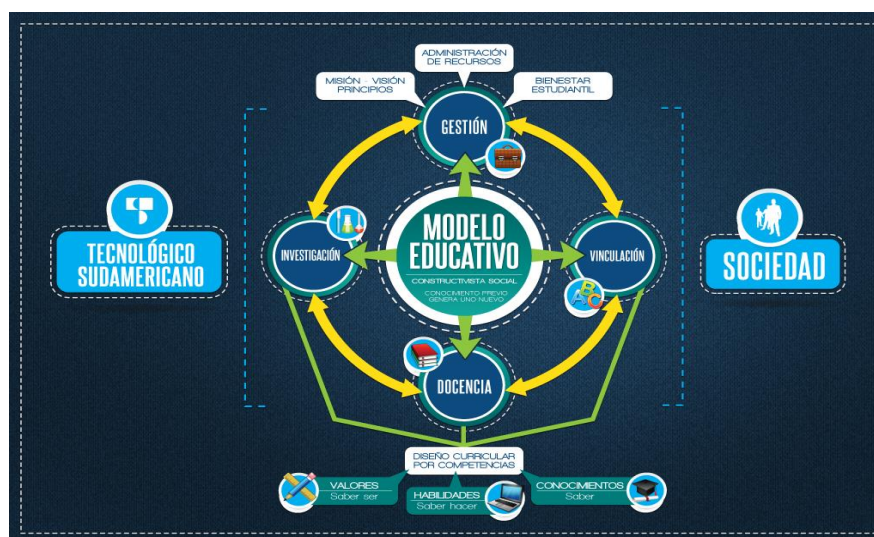 ADMINISTRACIÓN
DE RECURSOS
MISIÓN - VISIÓN
PRINCIPIOS
BIENESTAR
ESTUDIANTIL
GESTIÓN
TECNOLÓGICO
SUDAMERICANO
INVESTIGACIÓN
MODELO
EDUCATIVO
CONSTRUCTIVISTA SOCIAL
CONOCIMIENTO PREVIO
GENERA UNO NUEVO
VINCULACIÓN
A B C
SOCIEDAD
DOCENCIA
DISEÑO CURRICULAR
POR COMPETENCIAS
VALORES
Saber ser
HABILIDADES
Saber hacer
CONOCIMIENTOS
Saber